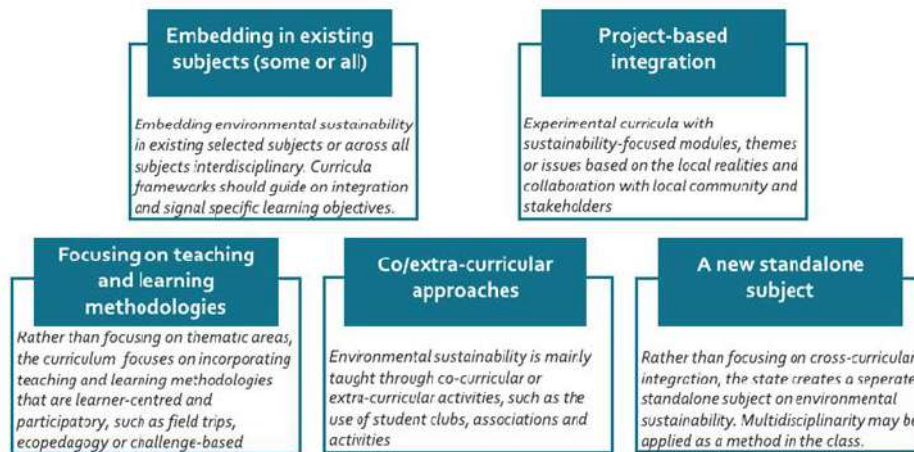 Embedding in existing
subjects (some or all)
Embedding environmental sustainability
in existing selected subjects or across all
subjects interdisciplinary. Curricula
frameworks should guide on integration
and signal specific learning objectives.
Project-based
integration
Experimental curricula with
sustainability-focused modules, themes
or issues based on the local realities and
collaboration with local community and
stakeholders
Focusing on teaching
and learning
methodologies
Rather than focusing on thematic areas,
the curriculum focuses on incorporating
teaching and learning methodologies
that are learner-centred and
participatory, such as field trips,
ecopedagogy or challenge-based
Co/extra-curricular
approaches
Environmental sustainability is mainly
taught through co-curricular or
extra-curricular activities, such as the
use of student clubs, associations and
activities
A new standalone
subject
Rather than focusing on cross-curricular
integration, the state creates a seperate
standalone subject on environmental
sustainability. Multidisciplinarity may be
applied as a method in the class.